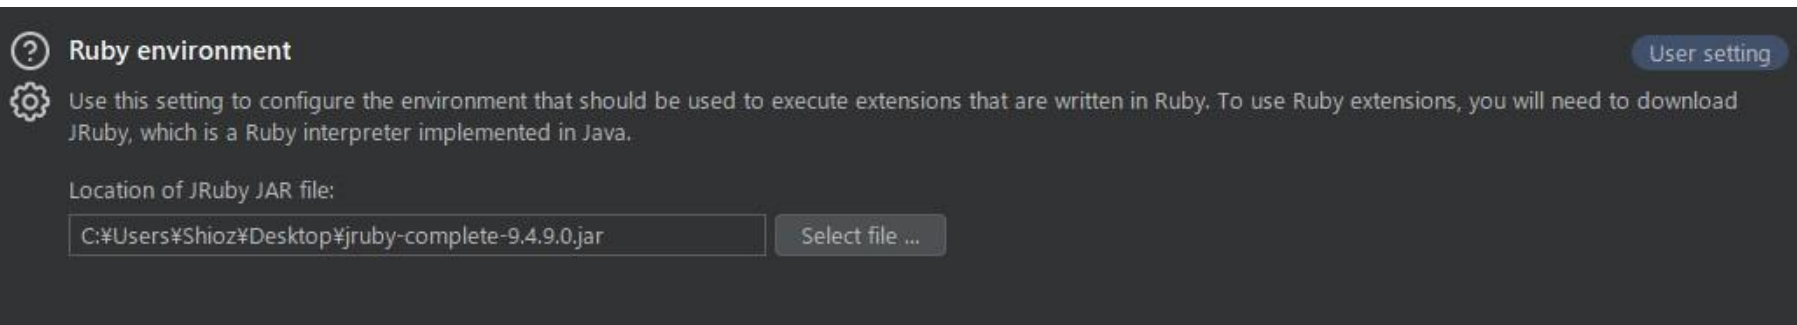 Ruby environment
User setting
Use this setting to configure the environment that should be used to execute extensions that are written in Ruby. To use Ruby extensions, you will need to download
JRuby, which is a Ruby interpreter implemented in Java.
Location of JRuby JAR file:
C:¥Users¥Shioz¥Desktop¥jruby-complete-9.4.9.0.jar
Select file ...